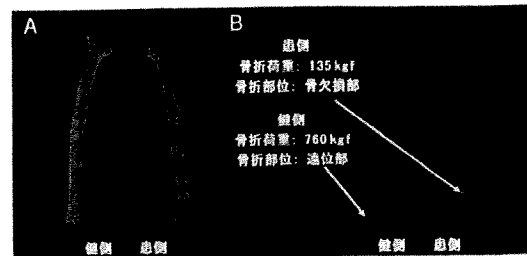 A
健側 患側
B
患側
骨折荷重: 135kgf
骨折部位: 骨欠損部
健側
骨折荷重: 760kgf
骨折部位: 遠位部
健側 患側